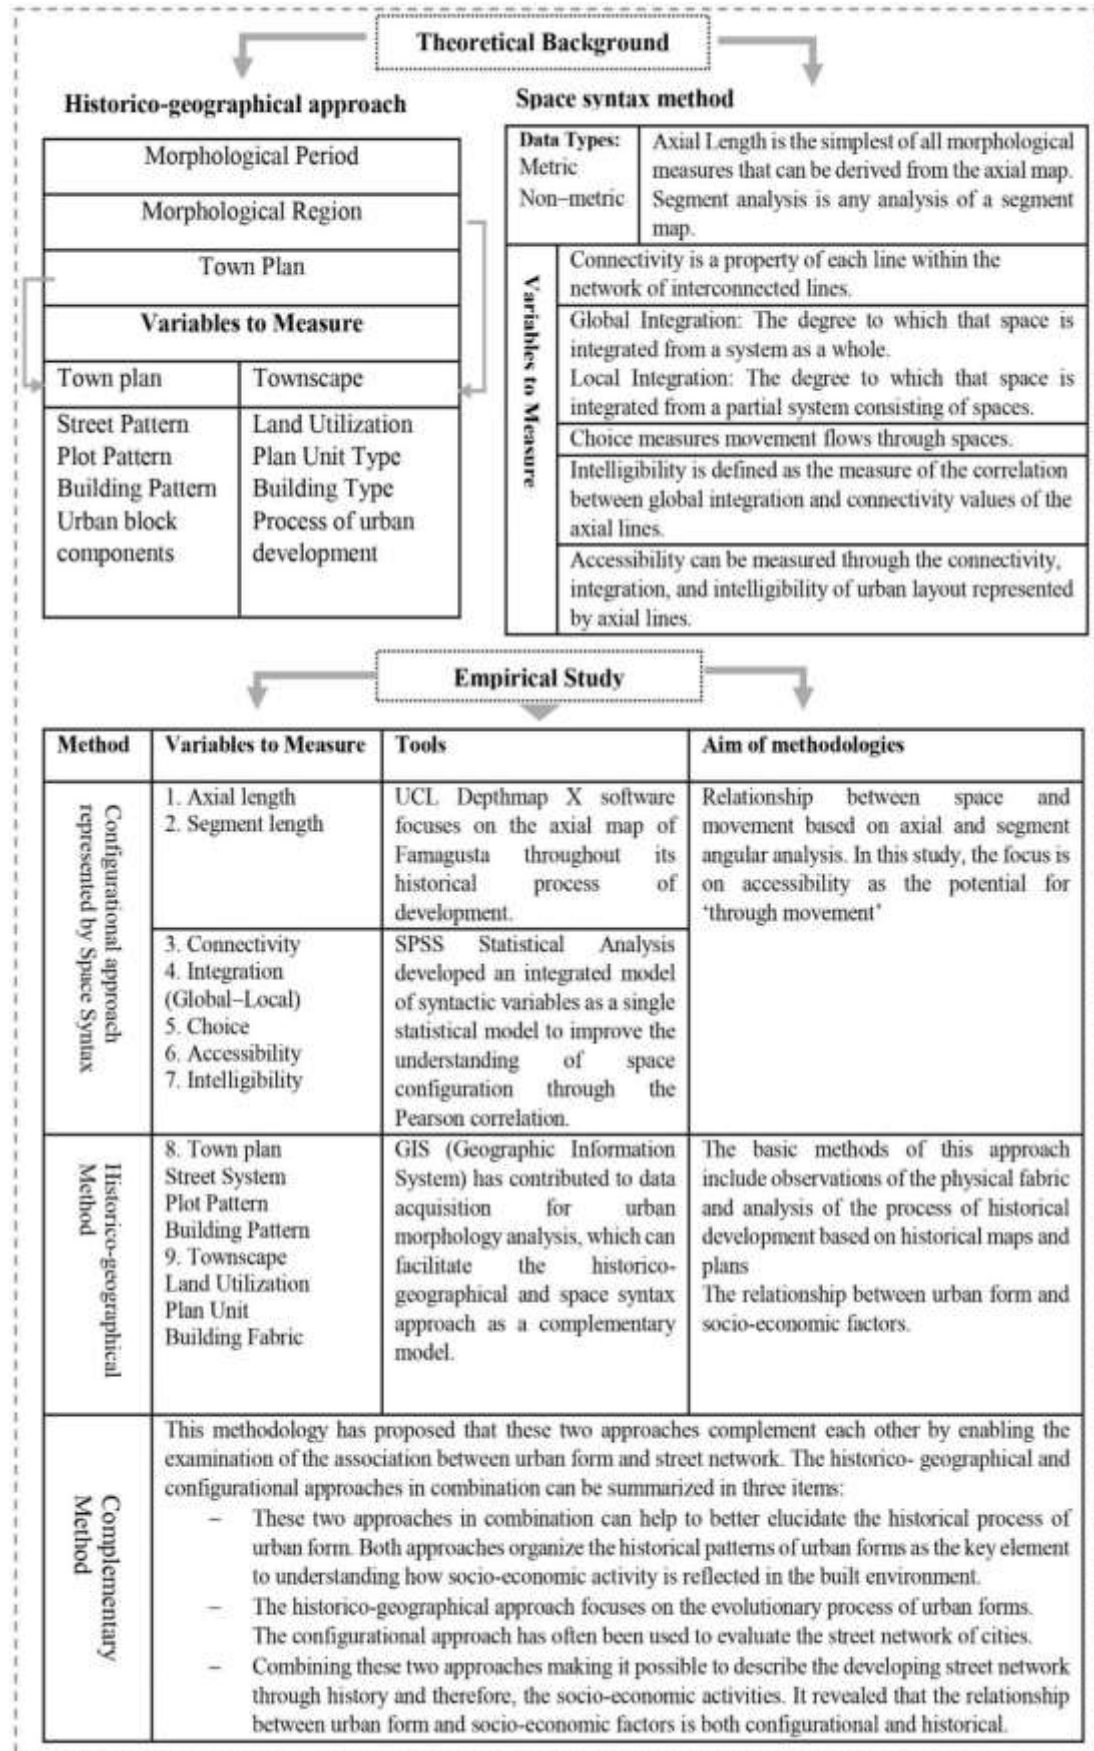 Theoretical Background
Historico-geographical approach
Morphological Period
Morphological Region
Town Plan
Variables to Measure
Town plan
Townscape
Street Pattern
Plot Pattern
Building Pattern
Urban block
components
Land Utilization
Plan Unit Type
Building Type
Process of urban
development
Space syntax method
Data Types:
Metric
Non–metric
Axial Length is the simplest of all morphological
measures that can be derived from the axial map.
Segment analysis is any analysis of a segment
map.
Variables to Measure
Connectivity is a property of each line within the
network of interconnected lines.
Global Integration: The degree to which that space is
integrated from a system as a whole.
Local Integration: The degree to which that space is
integrated from a partial system consisting of spaces.
Choice measures movement flows through spaces.
Intelligibility is defined as the measure of the correlation
between global integration and connectivity values of the
axial lines.
Accessibility can be measured through the connectivity,
integration, and intelligibility of urban layout represented
by axial lines.
Empirical Study
Method
Variables to Measure
Tools
Aim of methodologies
Configurational approach
represented by Space Syntax
1. Axial length
2. Segment length
UCL Depthmap X software
focuses on the axial map of
Famagusta throughout its
historical process of
development.
Relationship between space and
movement based on axial and segment
angular analysis. In this study, the focus is
on accessibility as the potential for
‘through movement’
3. Connectivity
4. Integration
(Global–Local)
5. Choice
6. Accessibility
7. Intelligibility
SPSS Statistical Analysis
developed an integrated model
of syntactic variables as a single
statistical model to improve the
understanding of space
configuration through the
Pearson correlation.
Historico-geographical
Method
8. Town plan
Street System
Plot Pattern
Building Pattern
9. Townscape
Land Utilization
Plan Unit
Building Fabric
GIS (Geographic Information
System) has contributed to data
acquisition for urban
morphology analysis, which can
facilitate the historico-
geographical and space syntax
approach as a complementary
model.
The basic methods of this approach
include observations of the physical fabric
and analysis of the process of historical
development based on historical maps and
plans
The relationship between urban form and
socio-economic factors.
Complementary
Method
This methodology has proposed that these two approaches complement each other by enabling the
examination of the association between urban form and street network. The historico- geographical and
configurational approaches in combination can be summarized in three items:
– These two approaches in combination can help to better elucidate the historical process of
urban form. Both approaches organize the historical patterns of urban forms as the key element
to understanding how socio-economic activity is reflected in the built environment.
– The historico-geographical approach focuses on the evolutionary process of urban forms.
The configurational approach has often been used to evaluate the street network of cities.
– Combining these two approaches making it possible to describe the developing street network
through history and therefore, the socio-economic activities. It revealed that the relationship
between urban form and socio-economic factors is both configurational and historical.